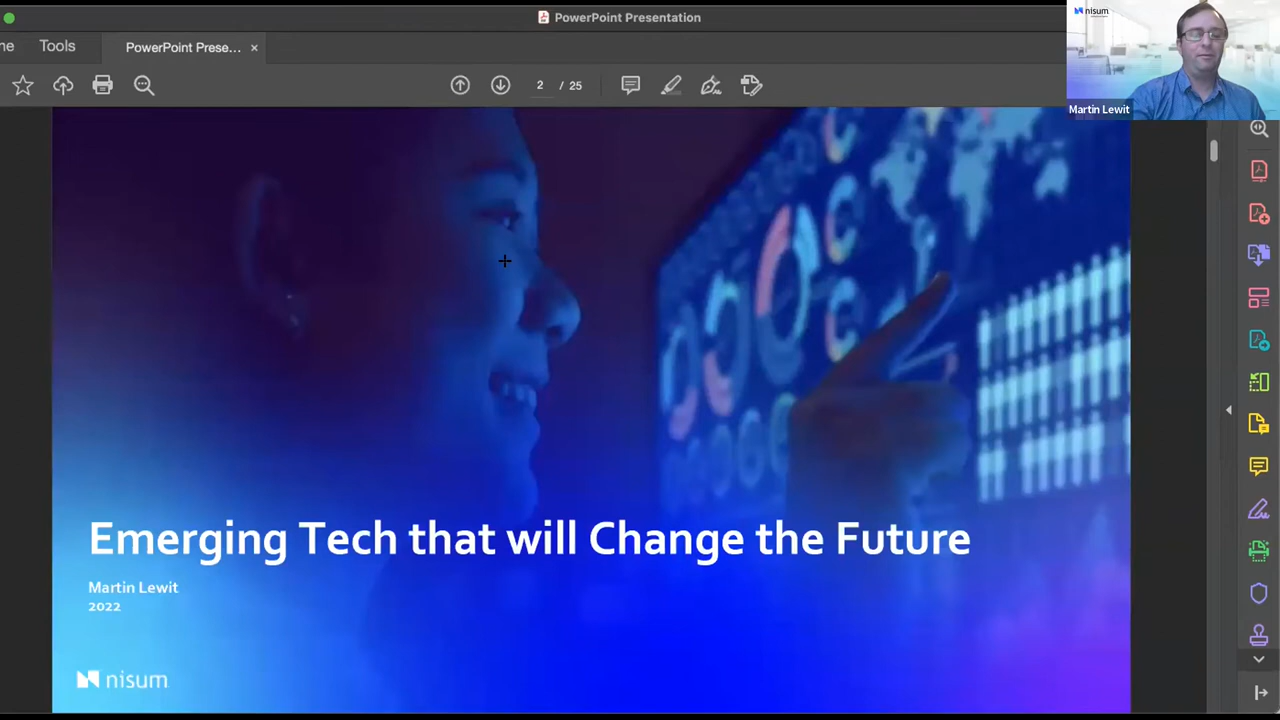 PowerPoint Presentation
ne
Tools
PowerPoint Prese...
2 / 25
nisum
Martin Lewit
Emerging Tech that will Change the Future
Martin Lewit
2022
nisum